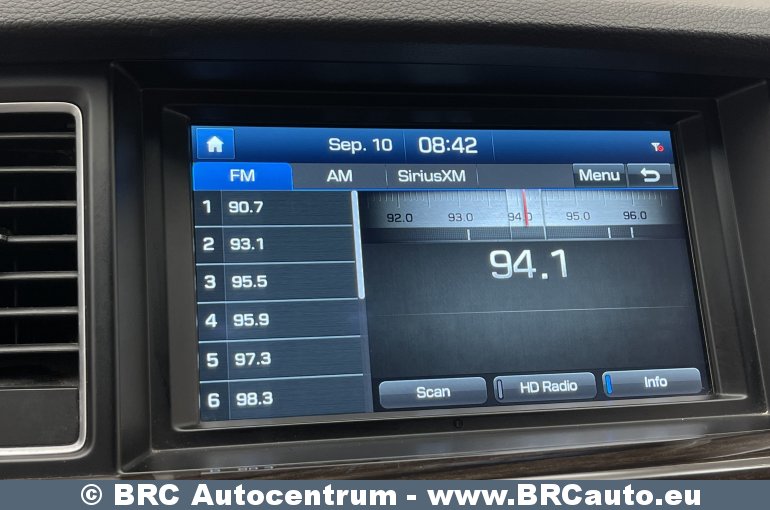 Sep. 10 08:42
FM AM SiriusXM Menu
1 90.7
2 93.1
3 95.5
4 95.9
5 97.3
6 98.3
92.0 93.0 94.0 95.0 96.0
94.1
Scan HD Radio Info
© BRC Autocentrum - www.BRCauto.eu